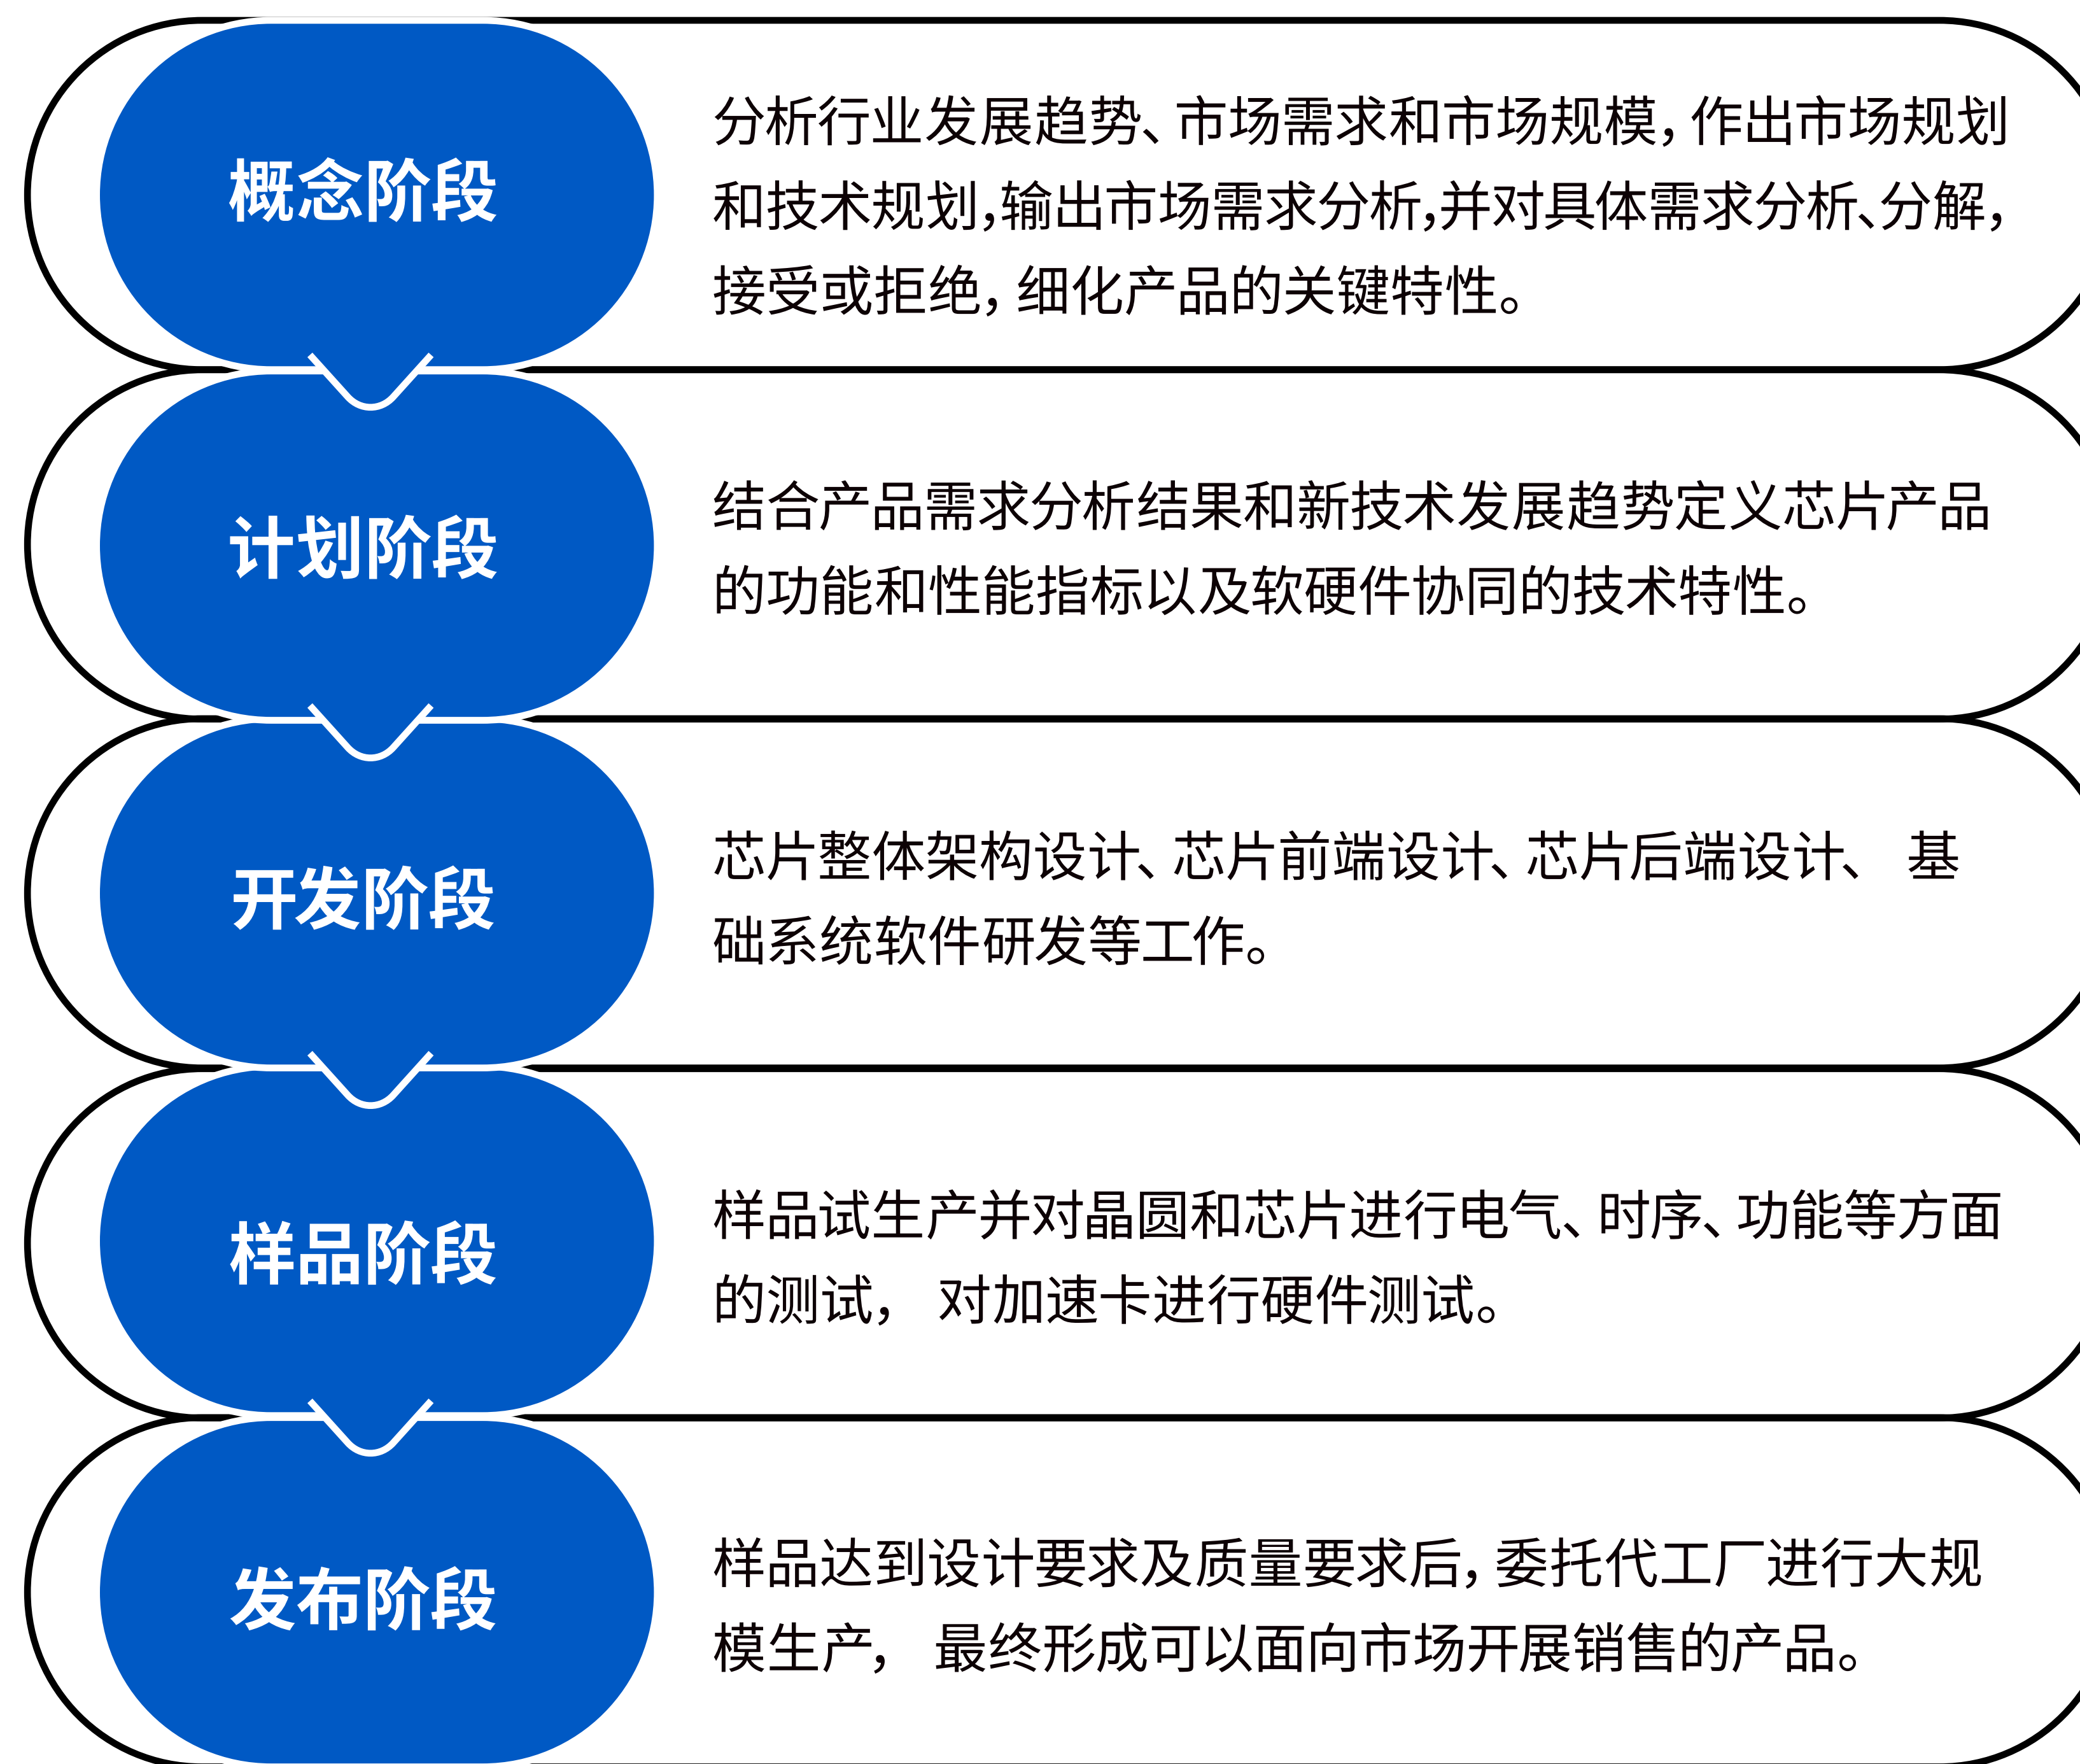 概念阶段
分析行业发展趋势、市场需求和市场规模，作出市场规划
和技术规划，输出市场需求分析，并对具体需求分析、分解，
接受或拒绝，细化产品的关键特性。
计划阶段
结合产品需求分析结果和新技术发展趋势定义芯片产品
的功能和性能指标以及软硬件协同的技术特性。
开发阶段
芯片整体架构设计、芯片前端设计、芯片后端设计、 基
础系统软件研发等工作。
样品阶段
样品试生产并对晶圆和芯片进行电气、时序、功能等方面
的测试， 对加速卡进行硬件测试。
发布阶段
样品达到设计要求及质量要求后，委托代工厂进行大规
模生产， 最终形成可以面向市场开展销售的产品。